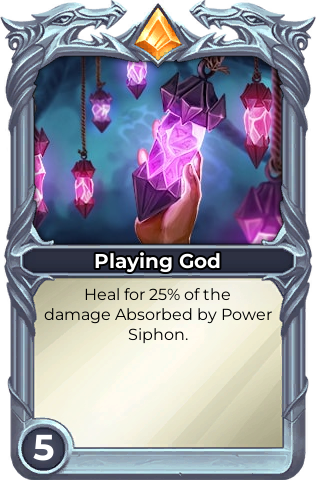 Playing God
Heal for 25% of the
damage Absorbed by Power
Siphon.
5